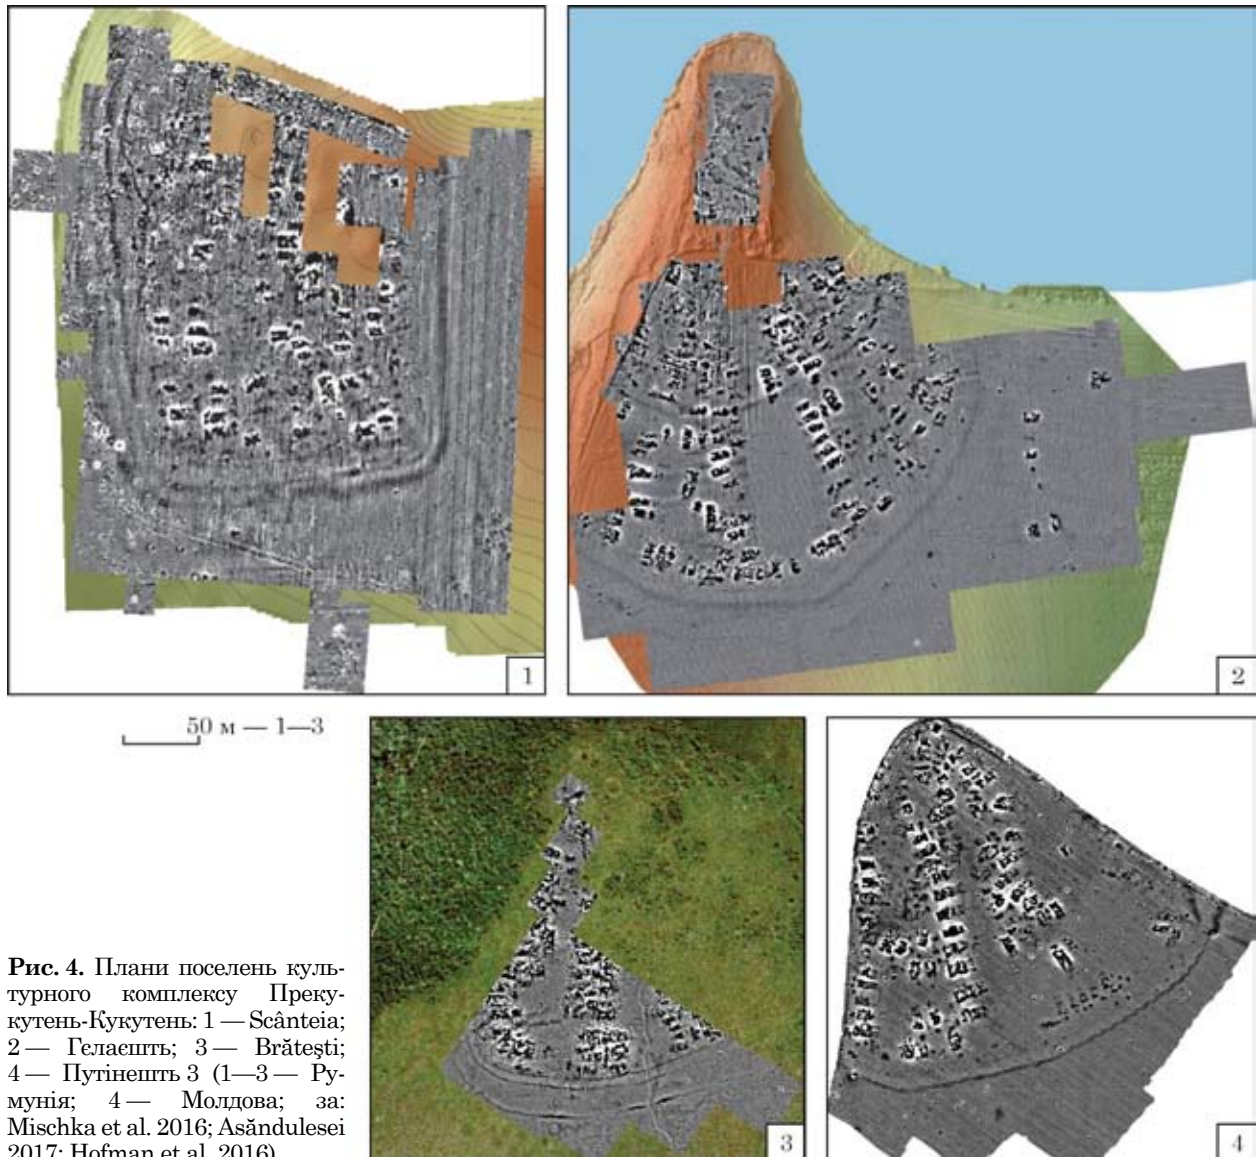 1
2
50 м — 1—3
Рис. 4. Плани поселень куль-
турного комплексу Преку-
кутень-Кукутень: 1 — Scânteia;
2 — Гелаєшть; 3 — Brăteşti;
4 — Путінешть 3 (1—3 — Ру-
мунія; 4 — Молдова; за:
Mischka et al. 2016; Asăndulesei
2017; Hofman et al. 2016)
3
4